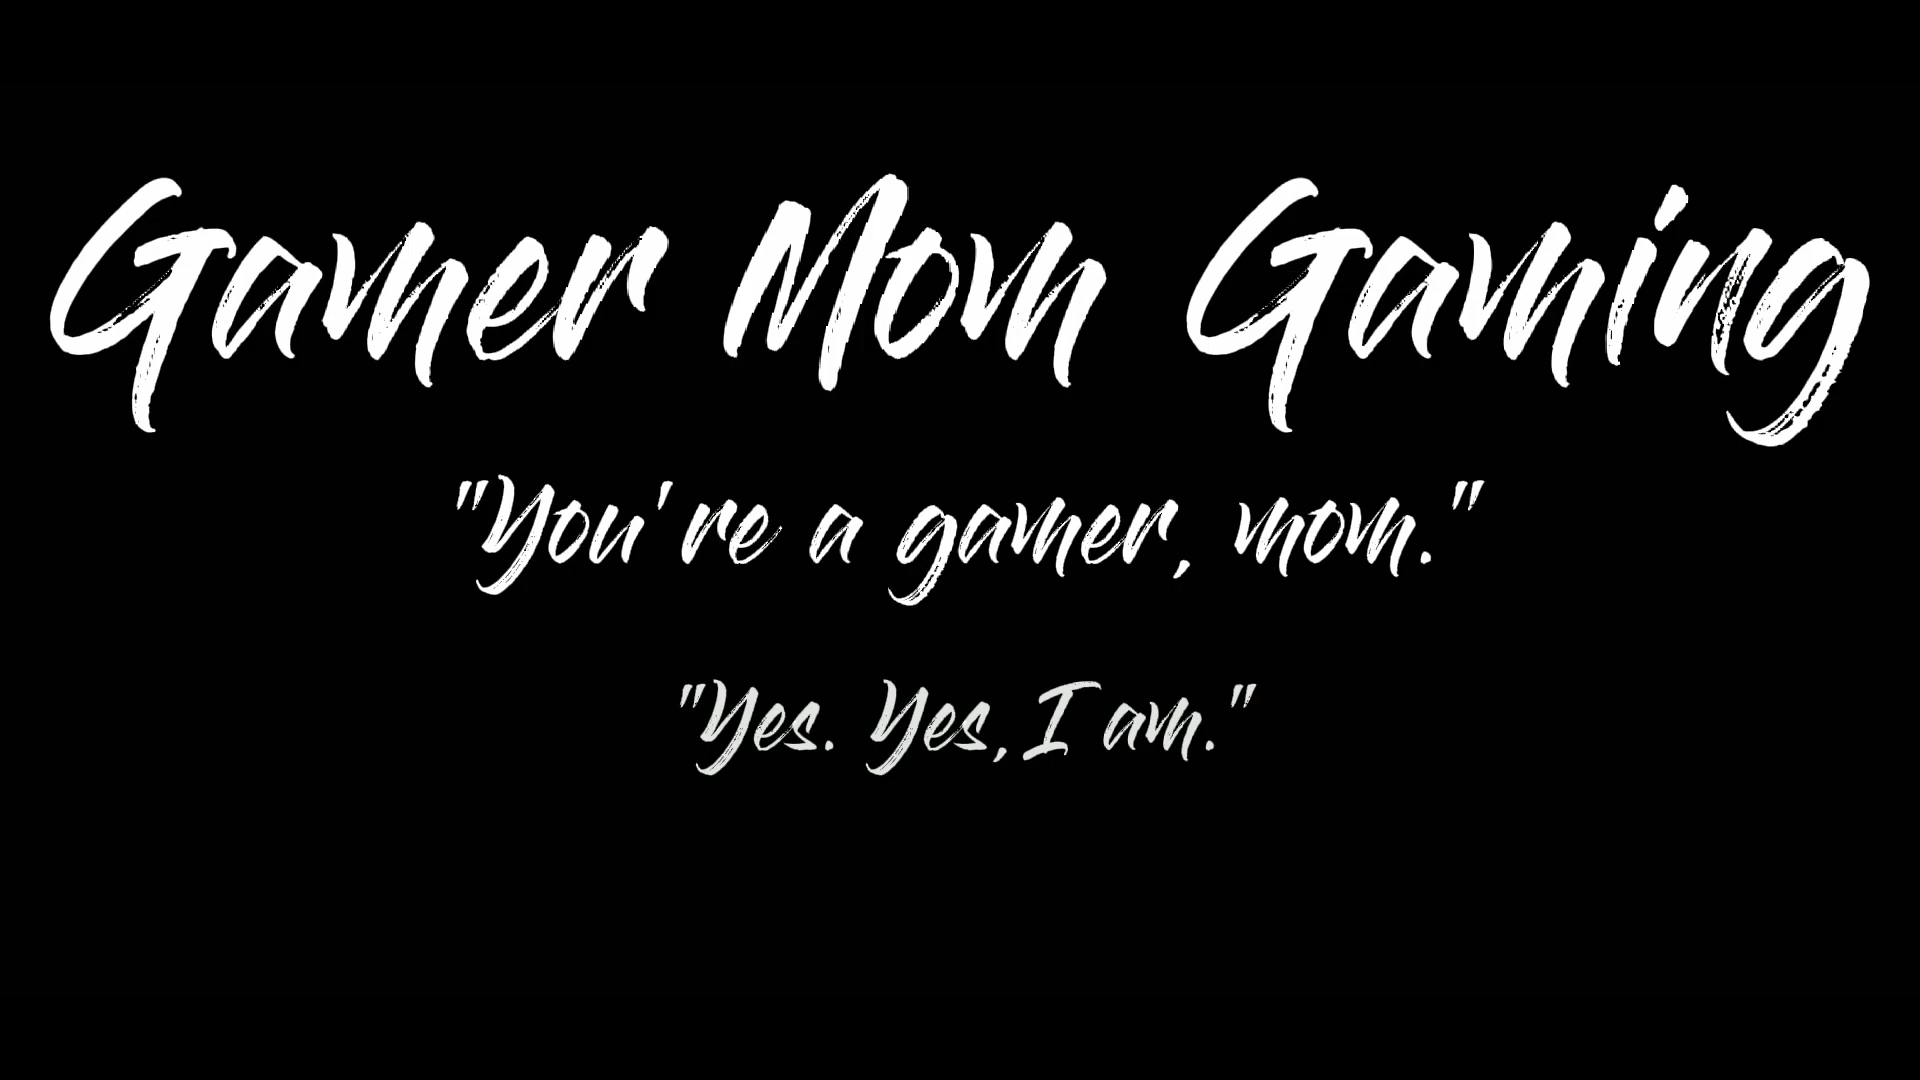 Gamer Mom Gaming
"You're a gamer, mom."
"Yes. Yes, I am."